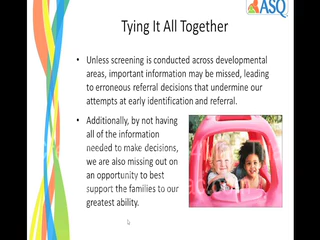 ASQ
Tying It All Together
• Unless screening is conducted across developmental
areas, important information may be missed, leading
to erroneous referral decisions that undermine our
attempts at early identification and referral.
• Additionally, by not having
all of the information
needed to make decisions,
we are also missing out on
an opportunity to best
support the families to our
greatest ability.